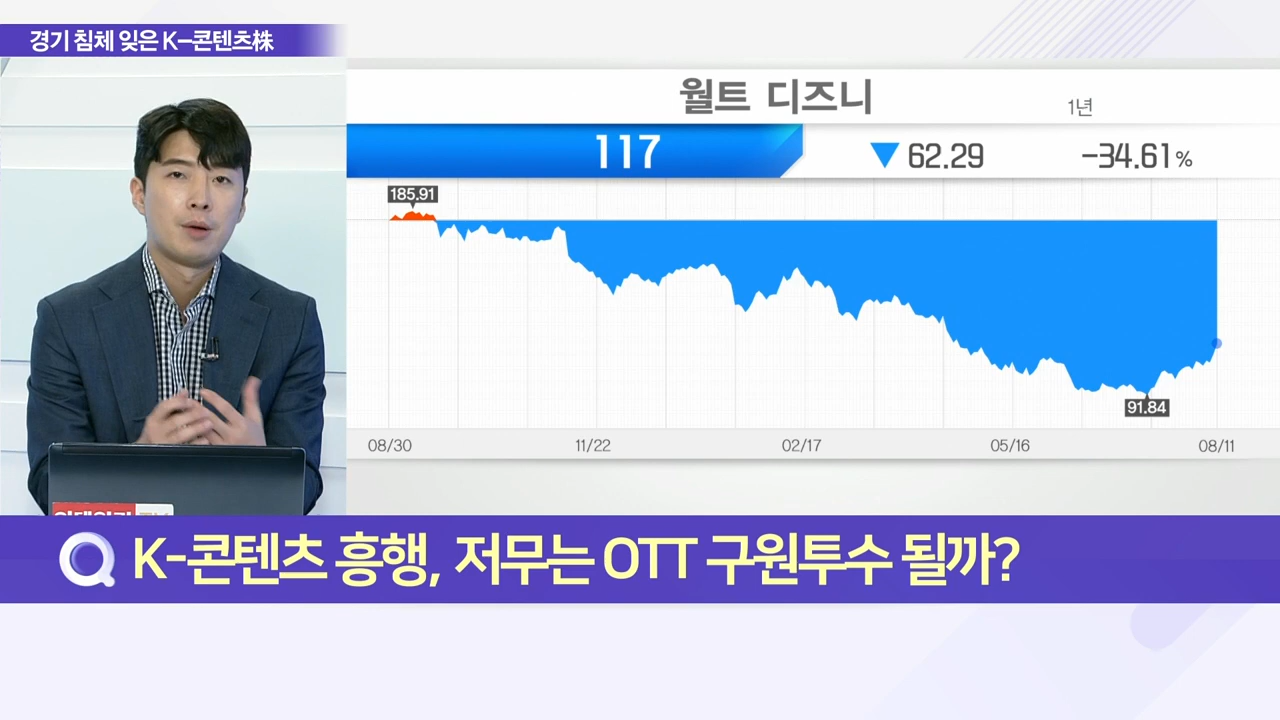 경기 침체 잊은 K-콘텐츠株
월트 디즈니
1년
117
▼ 62.29
-34.61%
185.91
91.84
08/30
11/22
02/17
05/16
08/11
K-콘텐츠 흥행, 저무는 OTT 구원투수 될까?